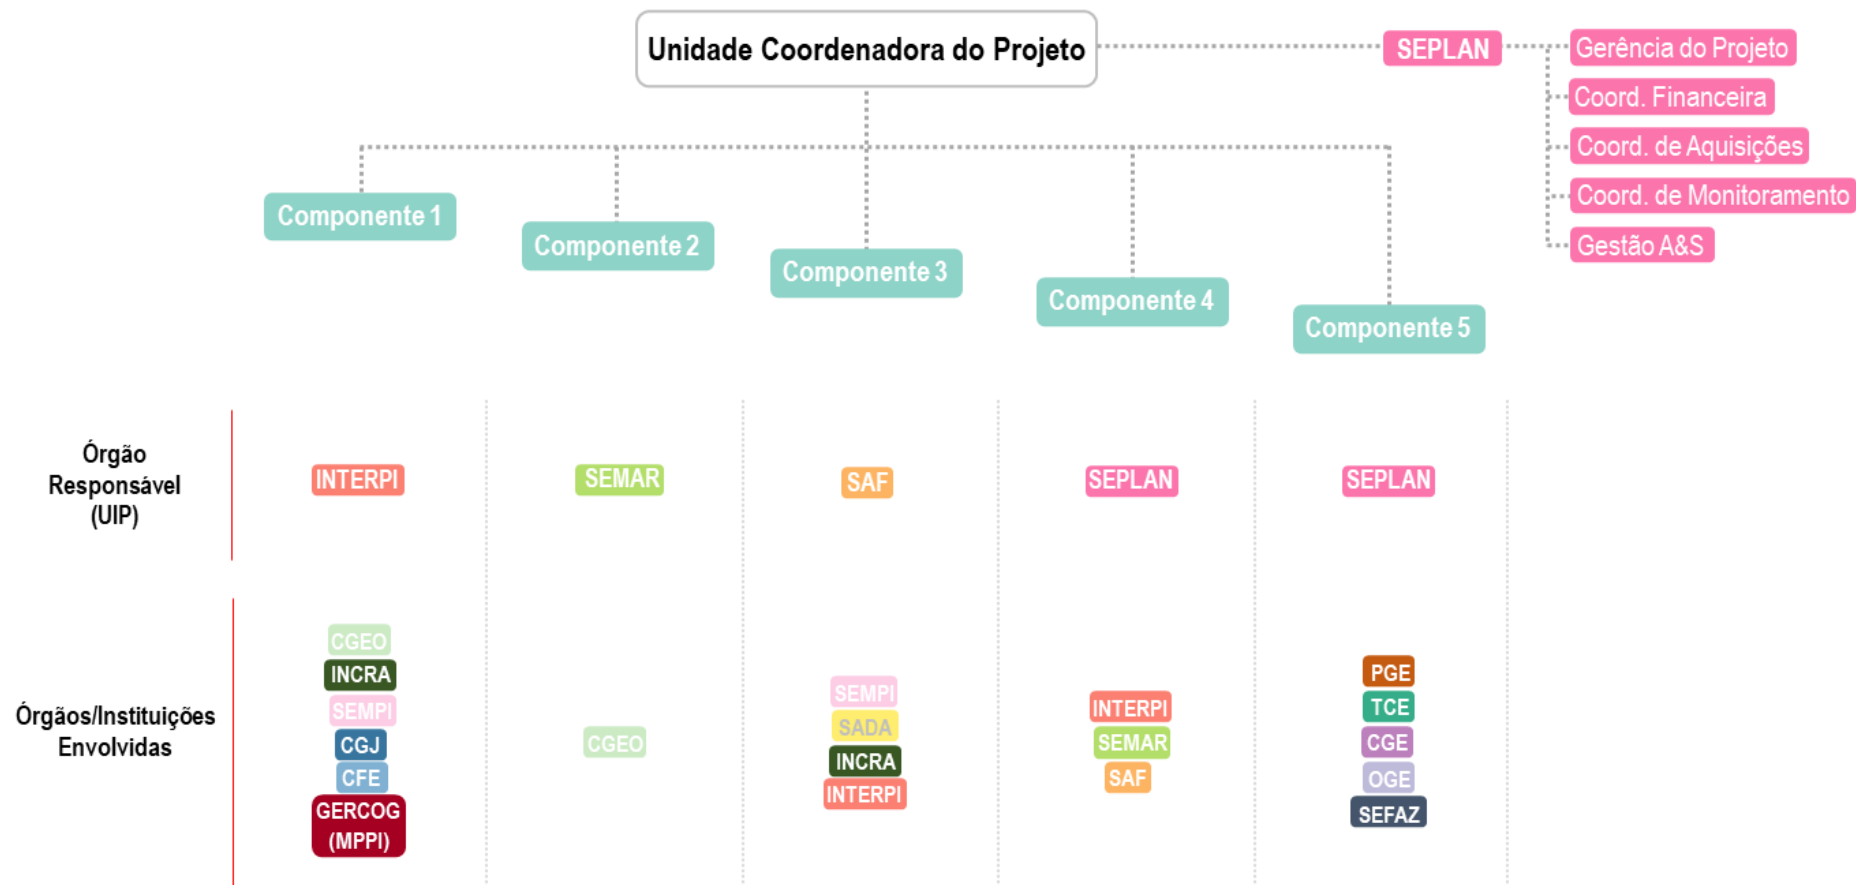 Unidade Coordenadora do Projeto
SEPLAN
Gerência do Projeto
Coord. Financeira
Coord. de Aquisições
Coord. de Monitoramento
Gestão A&S
Componente 1
Componente 2
Componente 3
Componente 4
Componente 5
Órgão
Responsável
(UIP)
INTERPI
SEMAR
SAF
SEPLAN
SEPLAN
Órgãos/Instituições
Envolvidas
CGEO
INCRA
SEMPI
CGJ
CFE
GERCOG
(MPPI)
CGEO
SEMPI
SADA
INCRA
INTERPI
INTERPI
SEMAR
SAF
PGE
TCE
CGE
OGE
SEFAZ